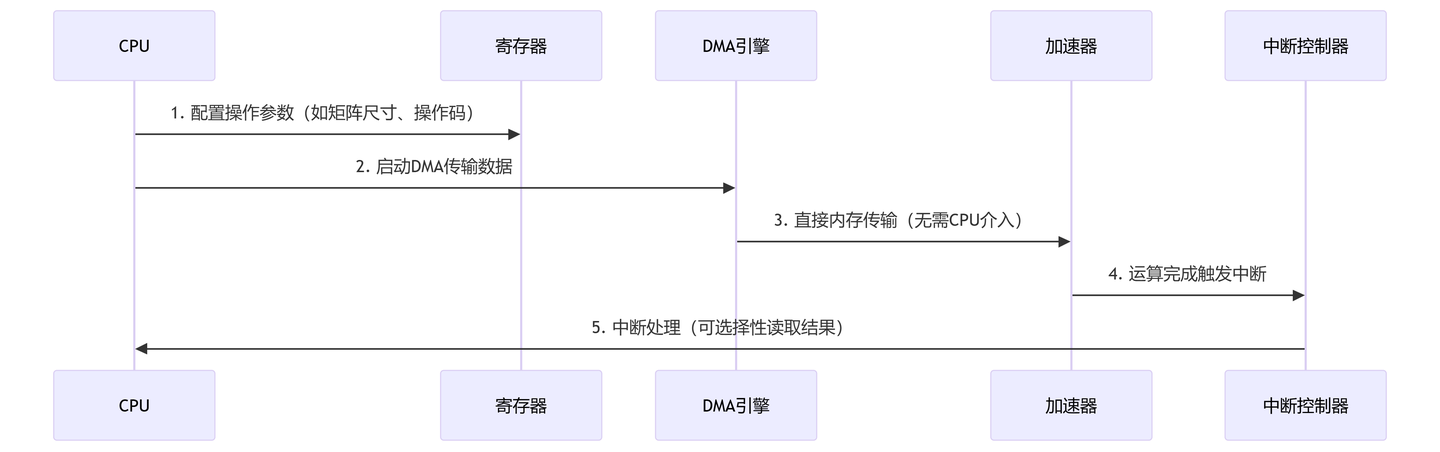 CPU
寄存器
DMA引擎
加速器
中断控制器
1. 配置操作参数（如矩阵尺寸、操作码）
2. 启动DMA传输数据
3. 直接内存传输（无需CPU介入）
4. 运算完成触发中断
5. 中断处理（可选择性读取结果）
CPU
寄存器
DMA引擎
加速器
中断控制器